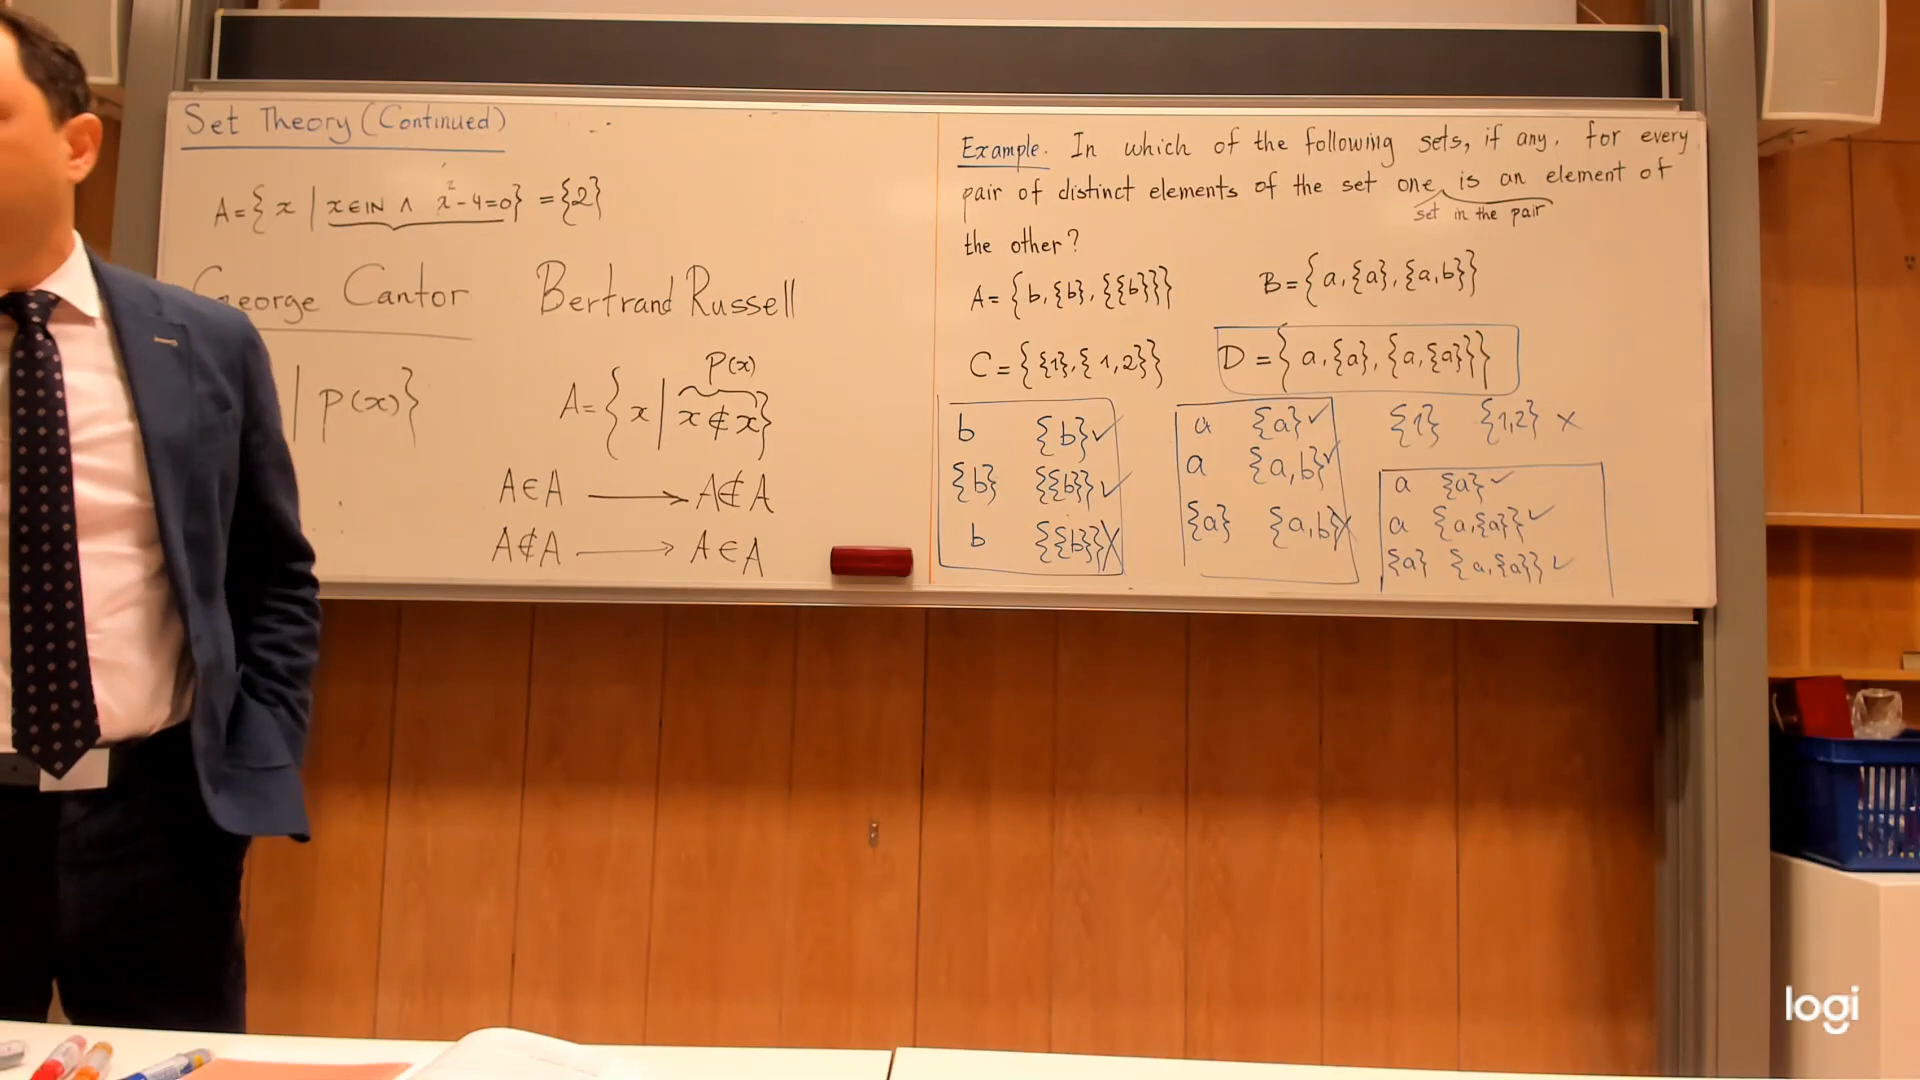 Set Theory (Continued)
A={ x | x∈IN ∧ x²-4=0} = {2}
George Cantor
Bertrand Russell
| P(x)}
P(x)
A={ x | x∉x}
A∈A → A∉A
A∉A → A∈A
Example. In which of the following sets, if any, for every
pair of distinct elements of the set one is an element of
set in the pair
the other?
A= { b, {b}, {{b}}}
B= { a, {a}, {a,b}}
C= { {1}, { 1,2}}
D = { a, {a}, {a,{a}}}
b {b} ✓
{b} {{b}} ✓
b {{b}} X
a {a} ✓
a {a,b} ✓
{a} {a,b} X
{1} {1,2} X
a {a} ✓
a {a,{a}} ✓
{a} {a,{a}} ✓
logi